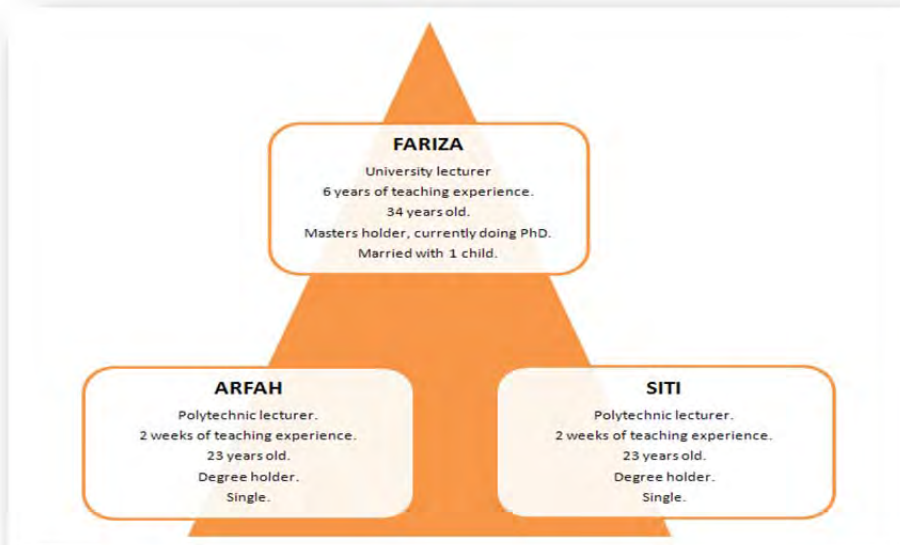 FARIZA
University lecturer
6 years of teaching experience.
34 years old.
Masters holder, currently doing PhD.
Married with 1 child.
ARFAH
Polytechnic lecturer.
2 weeks of teaching experience.
23 years old.
Degree holder.
Single.
SITI
Polytechnic lecturer.
2 weeks of teaching experience.
23 years old.
Degree holder.
Single.